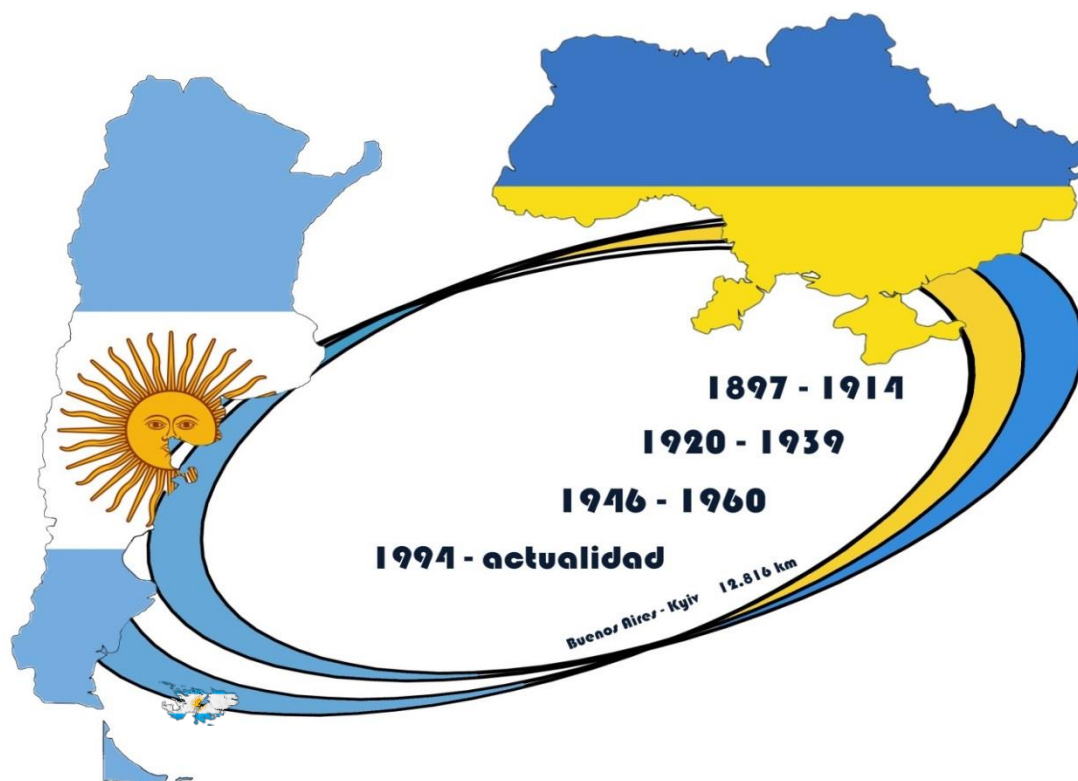 1897 - 1914
1920 - 1939
1946 - 1960
1994 - actualidad
Buenos Aires - Kyiv 12.816 km